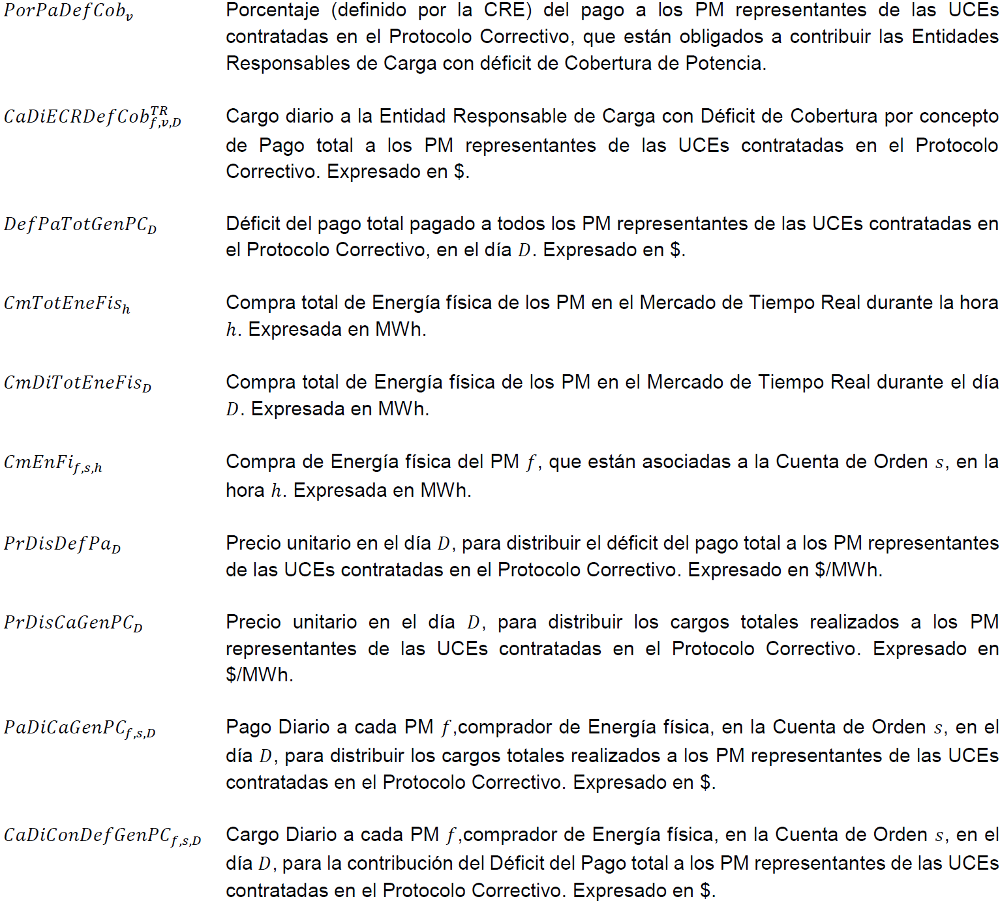 PorPaDefCob_v Porcentaje (definido por la CRE) del pago a los PM representantes de las UCEs
contratadas en el Protocolo Correctivo, que están obligados a contribuir las Entidades
Responsables de Carga con déficit de Cobertura de Potencia.
CaDiECRDefCob^{TR}_{f,v,D} Cargo diario a la Entidad Responsable de Carga con Déficit de Cobertura por concepto
de Pago total a los PM representantes de las UCEs contratadas en el Protocolo
Correctivo. Expresado en $.
DefPaTotGenPC_D Déficit del pago total pagado a todos los PM representantes de las UCEs contratadas en
el Protocolo Correctivo, en el día D. Expresado en $.
CmTotEneFis_h Compra total de Energía física de los PM en el Mercado de Tiempo Real durante la hora
h. Expresada en MWh.
CmDiTotEneFis_D Compra total de Energía física de los PM en el Mercado de Tiempo Real durante el día
D. Expresada en MWh.
CmEnFi_{f,s,h} Compra de Energía física del PM f, que están asociadas a la Cuenta de Orden s, en la
hora h. Expresada en MWh.
PrDisDefPa_D Precio unitario en el día D, para distribuir el déficit del pago total a los PM representantes
de las UCEs contratadas en el Protocolo Correctivo. Expresado en $/MWh.
PrDisCaGenPC_D Precio unitario en el día D, para distribuir los cargos totales realizados a los PM
representantes de las UCEs contratadas en el Protocolo Correctivo. Expresado en
$/MWh.
PaDiCaGenPC_{f,s,D} Pago Diario a cada PM f,comprador de Energía física, en la Cuenta de Orden s, en el
día D, para distribuir los cargos totales realizados a los PM representantes de las UCEs
contratadas en el Protocolo Correctivo. Expresado en $.
CaDiConDefGenPC_{f,s,D} Cargo Diario a cada PM f,comprador de Energía física, en la Cuenta de Orden s, en el
día D, para la contribución del Déficit del Pago total a los PM representantes de las UCEs
contratadas en el Protocolo Correctivo. Expresado en $.